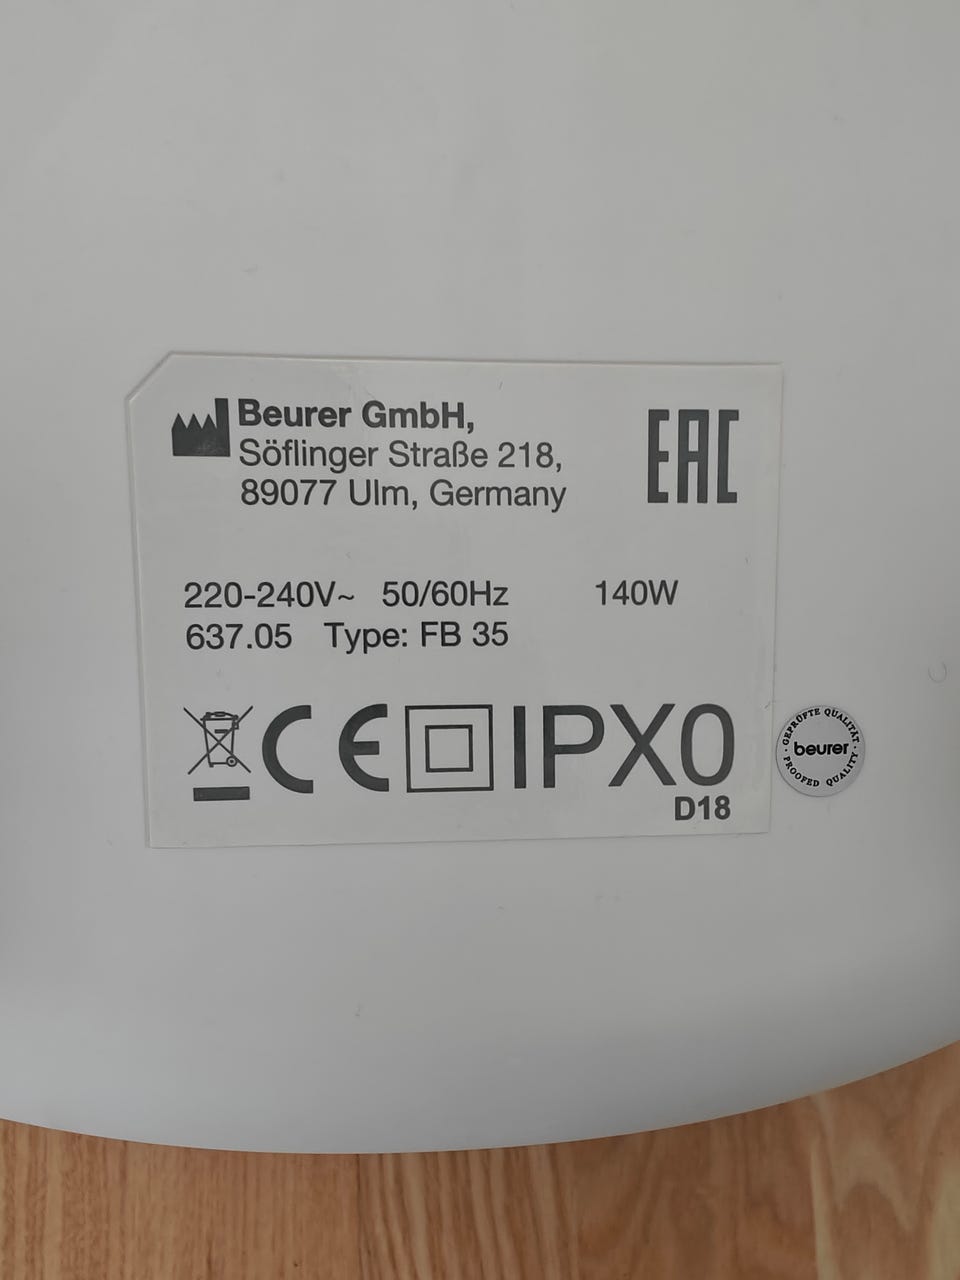 Beurer GmbH,
Söflinger Straße 218,
89077 Ulm, Germany
EAC
220-240V~ 50/60Hz 140W
637.05 Type: FB 35
CE IPX0
D18
GEPRÜFTE QUALITÄT
beurer
PROOFED QUALITY